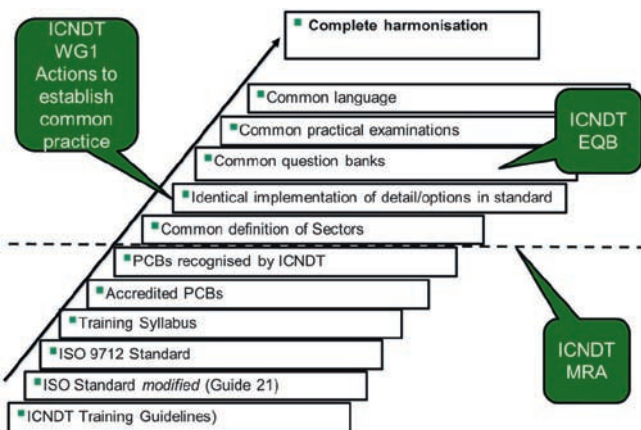 ICNDT
WG1
Actions to
establish
common
practice
Complete harmonisation
Common language
Common practical examinations
ICNDT
EQB
Common question banks
Identical implementation of detail/options in standard
Common definition of Sectors
PCBs recognised by ICNDT
Accredited PCBs
Training Syllabus
ICNDT
MRA
ISO 9712 Standard
ISO Standard modified (Guide 21)
ICNDT Training Guidelines)